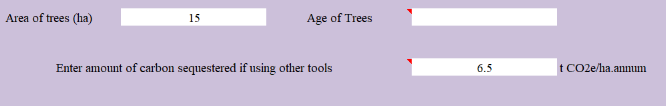 Area of trees (ha) 15 Age of Trees
Enter amount of carbon sequestered if using other tools 6.5 t CO2e/ha.annum